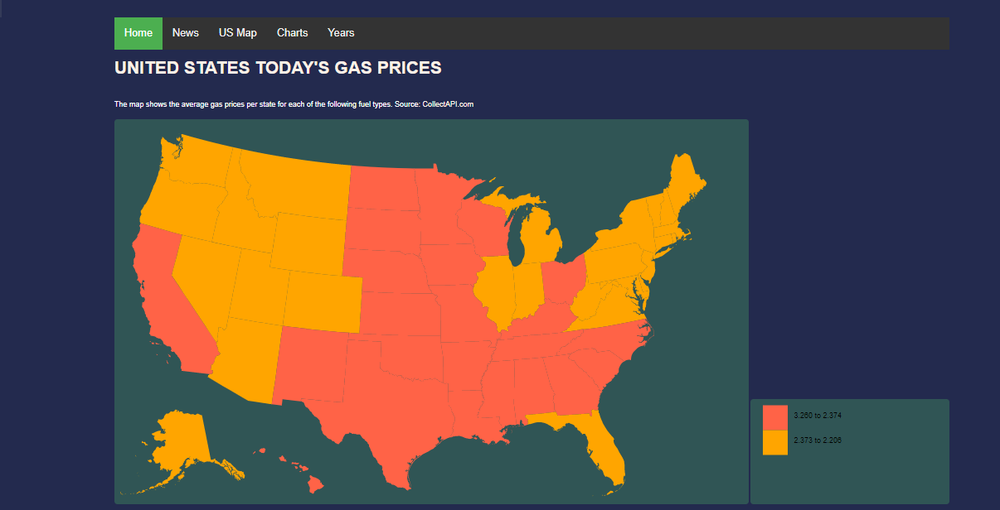 Home News US Map Charts Years
UNITED STATES TODAY'S GAS PRICES
The map shows the average gas prices per state for each of the following fuel types. Source: CollectAPI.com
3.260 to 2.374
2.373 to 2.206